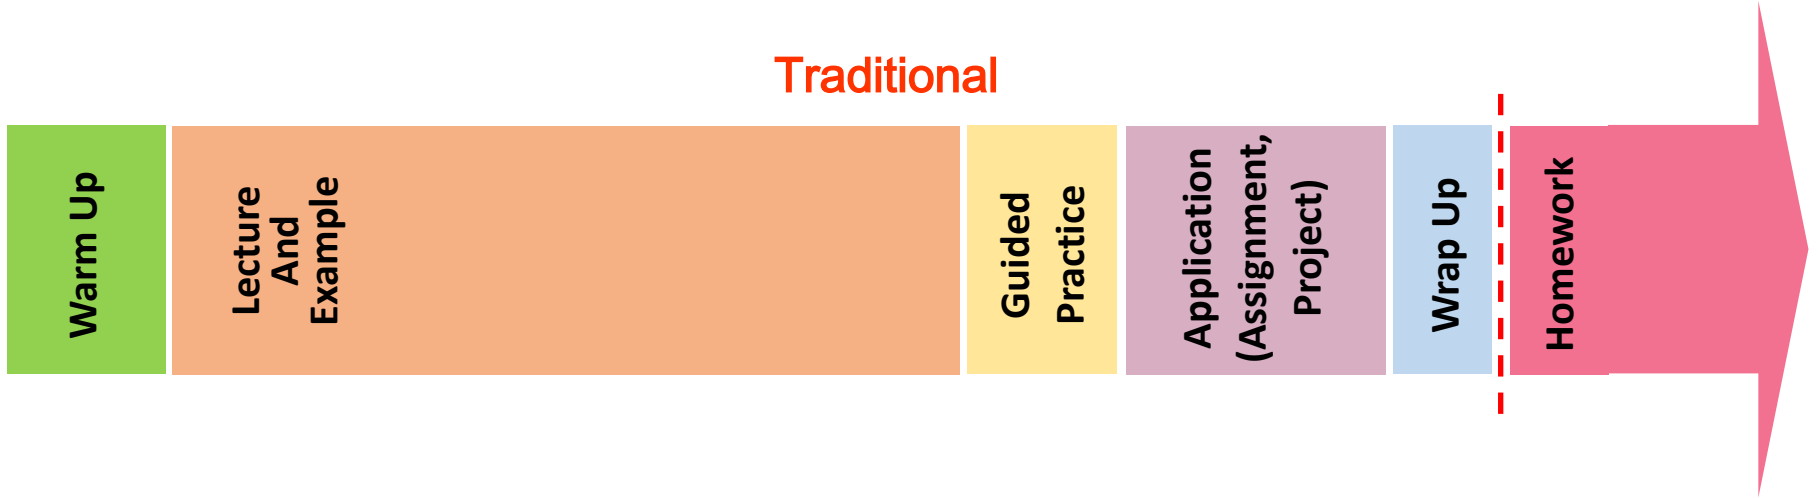 Traditional
Warm Up
Lecture
And
Example
Guided
Practice
Application
(Assignment,
Project)
Wrap Up
Homework